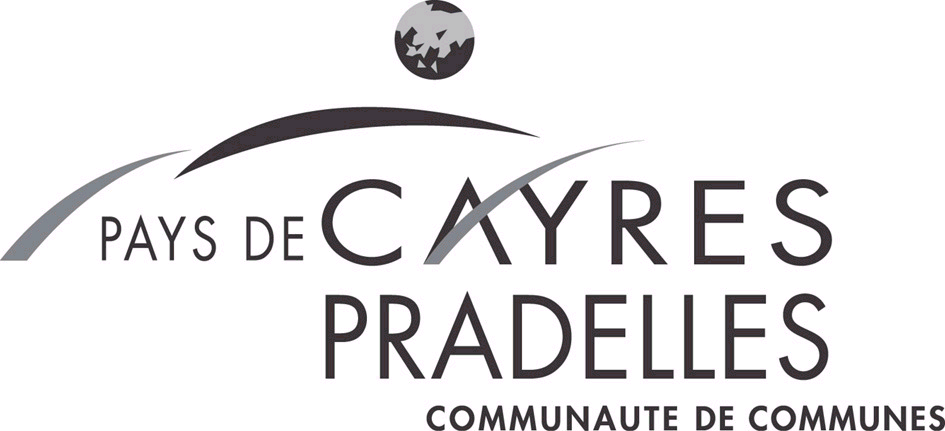 PAYS DE CAYRES
PRADELLES
COMMUNAUTE DE COMMUNES